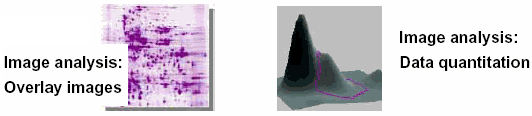 Image analysis:
Overlay images
Image analysis:
Data quantitation